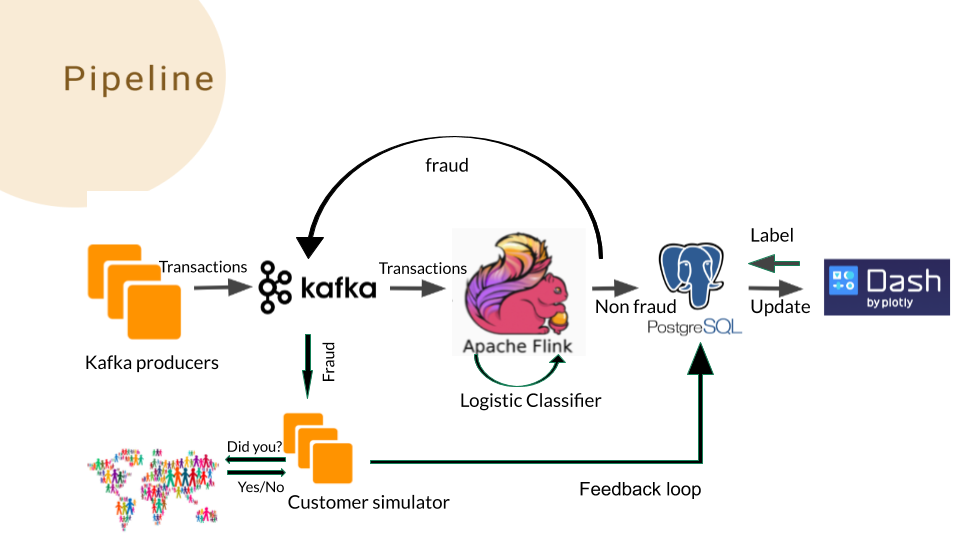 Pipeline
fraud
Label
Transactions
Transactions
kafka
Dash
by plotly
Non fraud
Update
PostgreSQL
Apache Flink
Kafka producers
Fraud
Logistic Classifier
Did you?
Yes/No
Customer simulator
Feedback loop